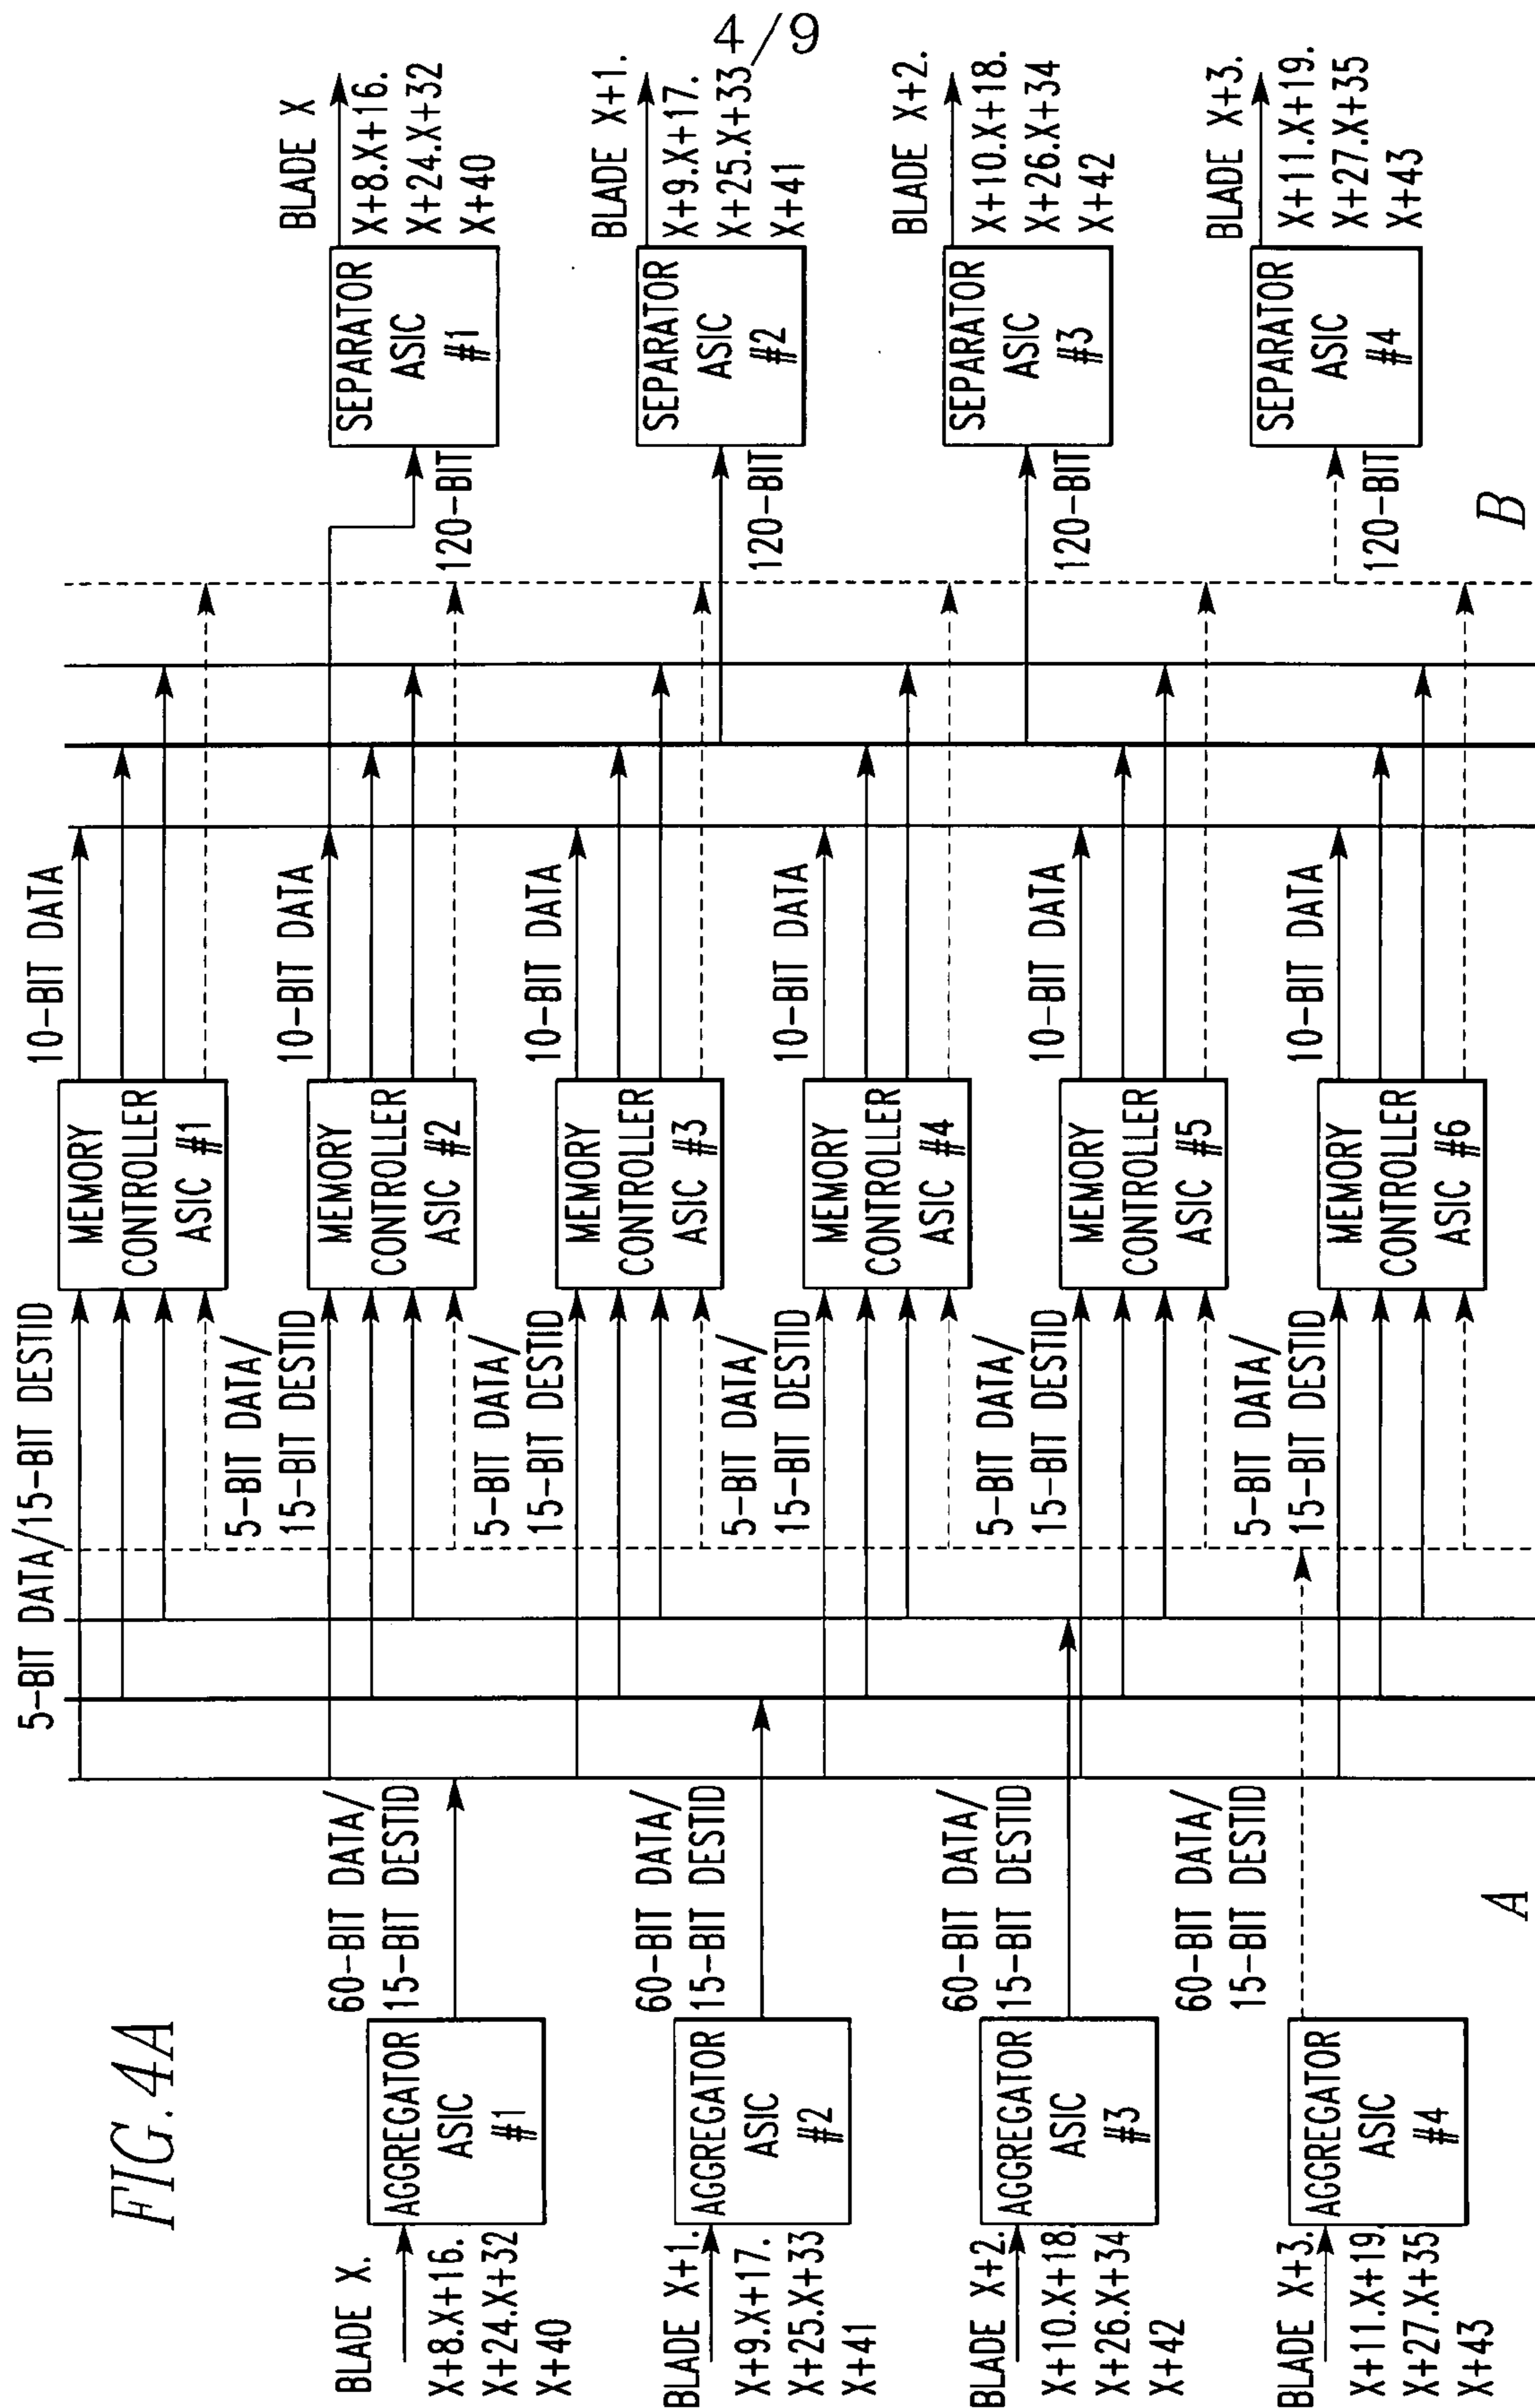 4/9
FIG. 4A
BLADE X.
X+8.X+16.
X+24.X+32
X+40
AGGREGATOR
ASIC
#1
60-BIT DATA/
15-BIT DESTID
BLADE X+1.
X+9.X+17.
X+25.X+33
X+41
AGGREGATOR
ASIC
#2
60-BIT DATA/
15-BIT DESTID
BLADE X+2.
X+10.X+18.
X+26.X+34
X+42
AGGREGATOR
ASIC
#3
60-BIT DATA/
15-BIT DESTID
BLADE X+3.
X+11.X+19.
X+27.X+35
X+43
AGGREGATOR
ASIC
#4
60-BIT DATA/
15-BIT DESTID
A
5-BIT DATA/15-BIT DESTID
MEMORY
CONTROLLER
ASIC #1
10-BIT DATA
5-BIT DATA/
15-BIT DESTID
MEMORY
CONTROLLER
ASIC #2
10-BIT DATA
5-BIT DATA/
15-BIT DESTID
MEMORY
CONTROLLER
ASIC #3
10-BIT DATA
5-BIT DATA/
15-BIT DESTID
MEMORY
CONTROLLER
ASIC #4
10-BIT DATA
5-BIT DATA/
15-BIT DESTID
MEMORY
CONTROLLER
ASIC #5
10-BIT DATA
5-BIT DATA/
15-BIT DESTID
MEMORY
CONTROLLER
ASIC #6
10-BIT DATA
120-BIT
SEPARATOR
ASIC
#1
BLADE X
X+8.X+16.
X+24.X+32
X+40
120-BIT
SEPARATOR
ASIC
#2
BLADE X+1.
X+9.X+17.
X+25.X+33
X+41
120-BIT
SEPARATOR
ASIC
#3
BLADE X+2.
X+10.X+18.
X+26.X+34
X+42
120-BIT
SEPARATOR
ASIC
#4
BLADE X+3.
X+11.X+19.
X+27.X+35
X+43
B